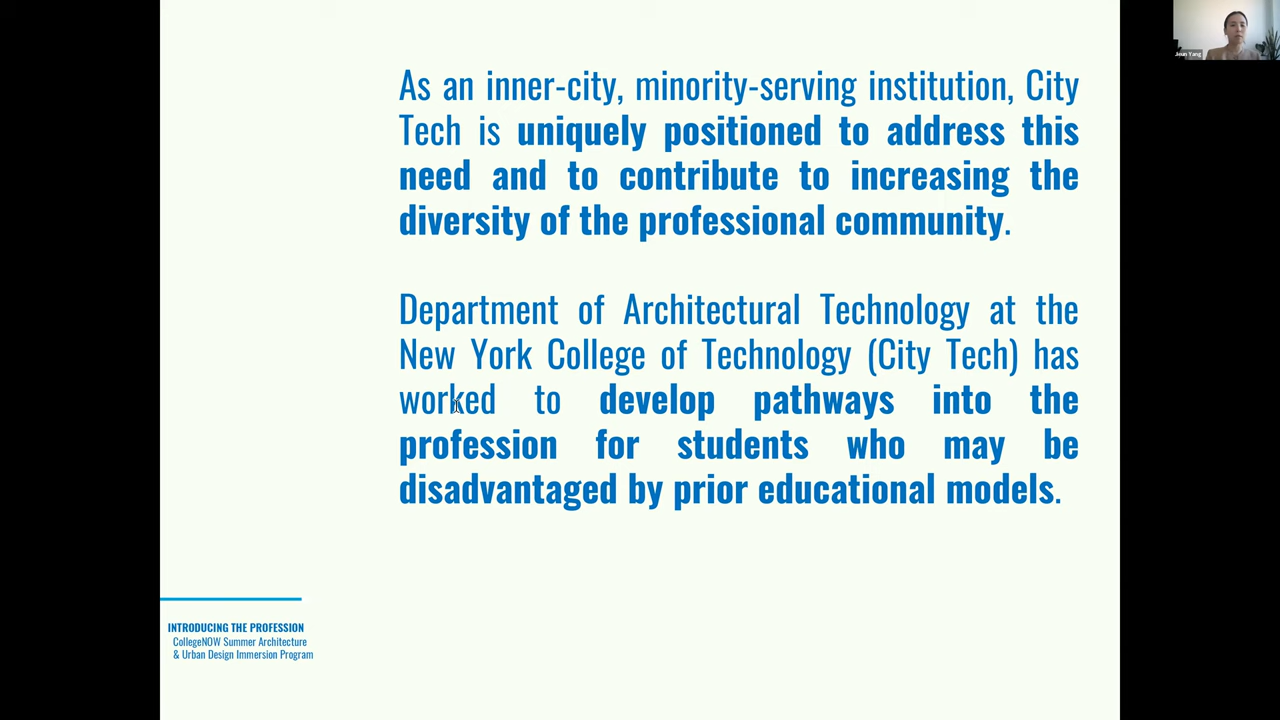 As an inner-city, minority-serving institution, City
Tech is uniquely positioned to address this
need and to contribute to increasing the
diversity of the professional community.
Department of Architectural Technology at the
New York College of Technology (City Tech) has
worked to develop pathways into the
profession for students who may be
disadvantaged by prior educational models.
INTRODUCING THE PROFESSION
CollegeNOW Summer Architecture
& Urban Design Immersion Program
Jieun Yang